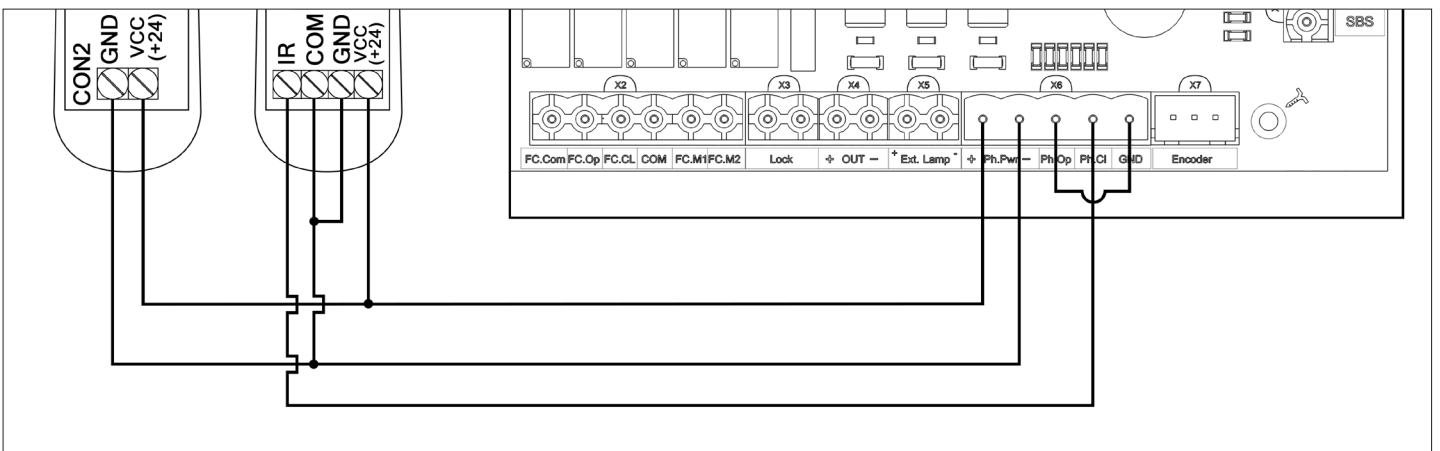 CON2
GND
VCC
(+24)
IR
COM
GND
VCC
(+24)
SBS
X2
X3
X4
X5
X6
X7
FC.Com FC.Op FC.CL COM FC.M1 FC.M2
Lock
+ OUT −
+ Ext. Lamp -
+ Ph.Pwr − Ph.Op Ph.Cl GND
Encoder